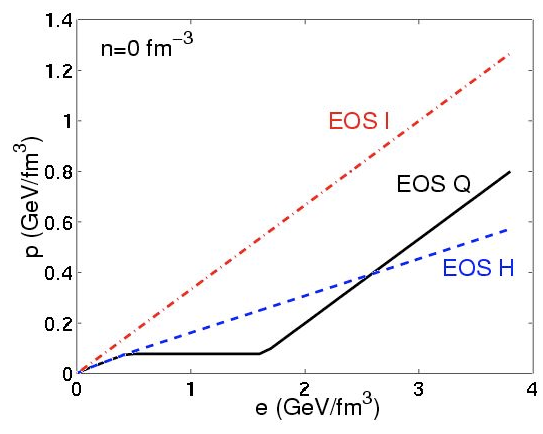 1.4
n=0 fm⁻³
1.2
1
EOS I
0.8
EOS Q
p (GeV/fm³)
0.6
0.4
EOS H
0.2
0
0 1 2 3 4
e (GeV/fm³)